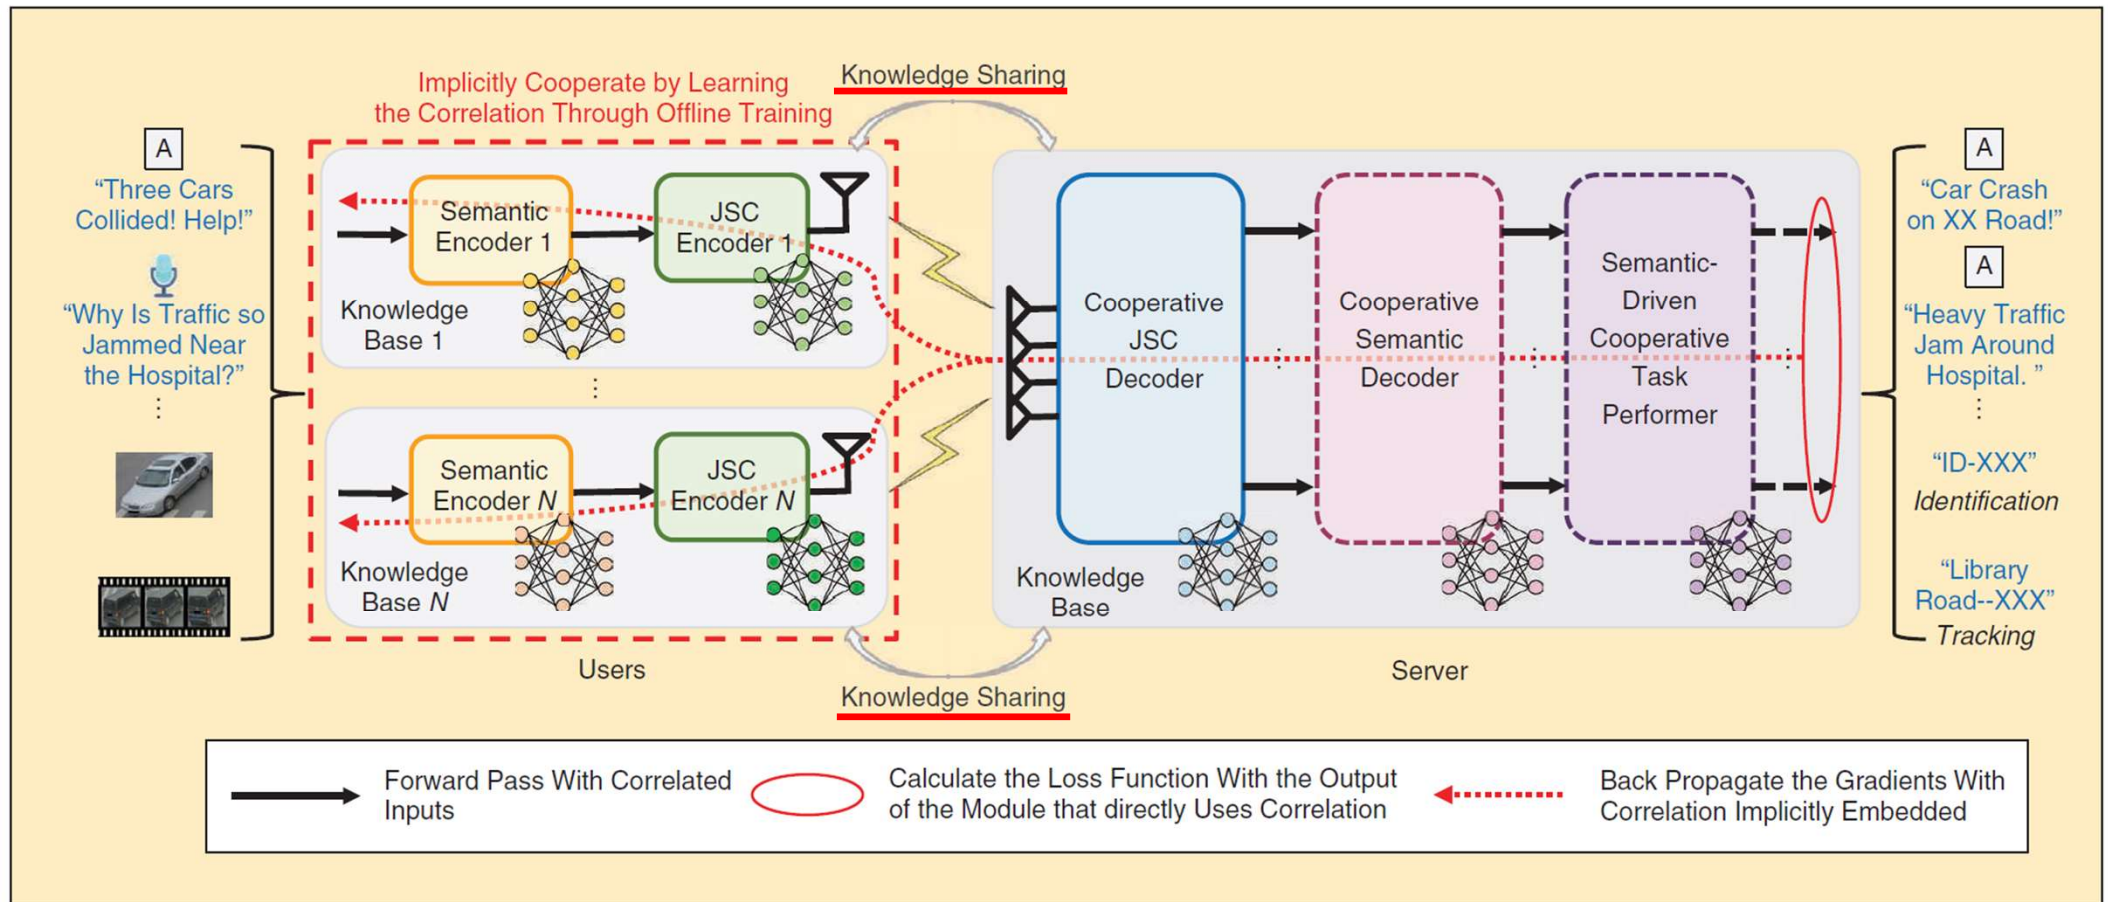 Knowledge Sharing
Implicitly Cooperate by Learning
the Correlation Through Offline Training
A
“Three Cars
Collided! Help!”
“Why Is Traffic so
Jammed Near
the Hospital?”
⋮
Semantic
Encoder 1
JSC
Encoder 1
Knowledge
Base 1
⋮
Semantic
Encoder N
JSC
Encoder N
Knowledge
Base N
Users
Cooperative
JSC
Decoder
⋮
Cooperative
Semantic
Decoder
⋮
Semantic-
Driven
Cooperative
Task
Performer
⋮
Knowledge
Base
Server
Knowledge Sharing
A
“Car Crash
on XX Road!”
A
“Heavy Traffic
Jam Around
Hospital. ”
⋮
“ID-XXX”
Identification
“Library
Road--XXX”
Tracking
Forward Pass With Correlated
Inputs
Calculate the Loss Function With the Output
of the Module that directly Uses Correlation
Back Propagate the Gradients With
Correlation Implicitly Embedded